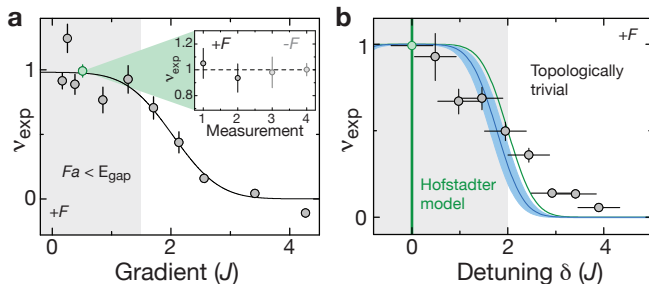 a
ν_exp
1
0
+F
Fa < E_gap
0
2
4
Gradient (J)
ν_exp
1.2
1.0
0.8
+F
-F
1
2
3
4
Measurement
b
ν_exp
1
0
+F
Topologically
trivial
Hofstadter
model
0
2
4
Detuning δ (J)